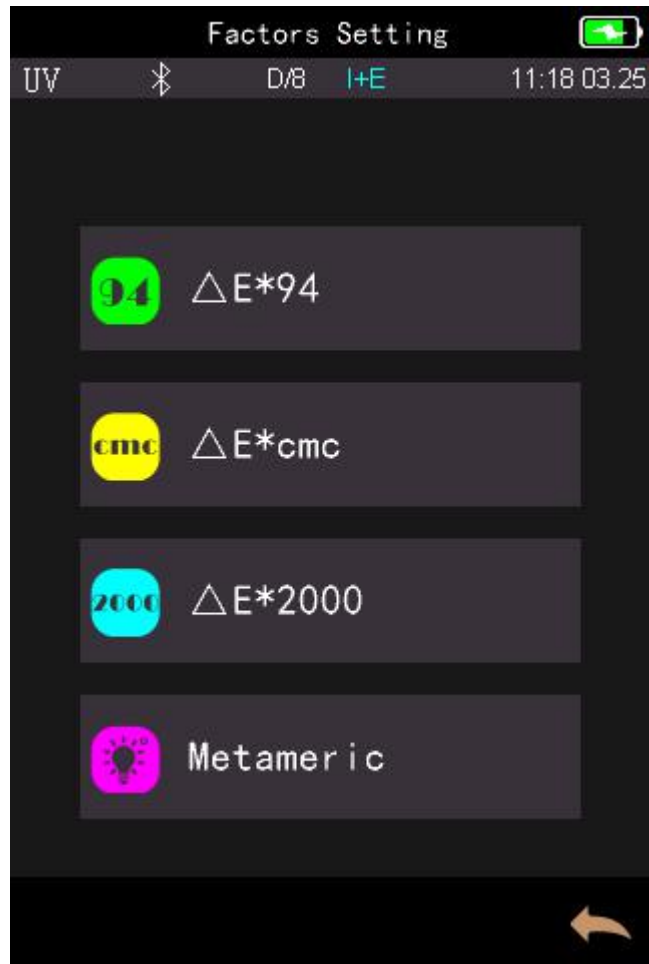 Factors Setting
UV D/8 I+E 11:18 03.25
94 △E*94
cmc △E*cmc
2000 △E*2000
Metameric